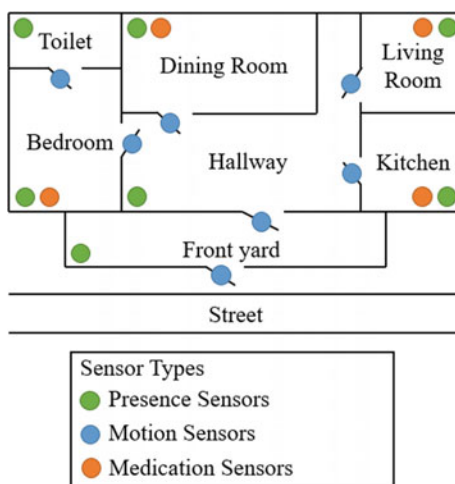 Toilet
Dining Room
Living
Room
Bedroom
Hallway
Kitchen
Front yard
Street
Sensor Types
Presence Sensors
Motion Sensors
Medication Sensors